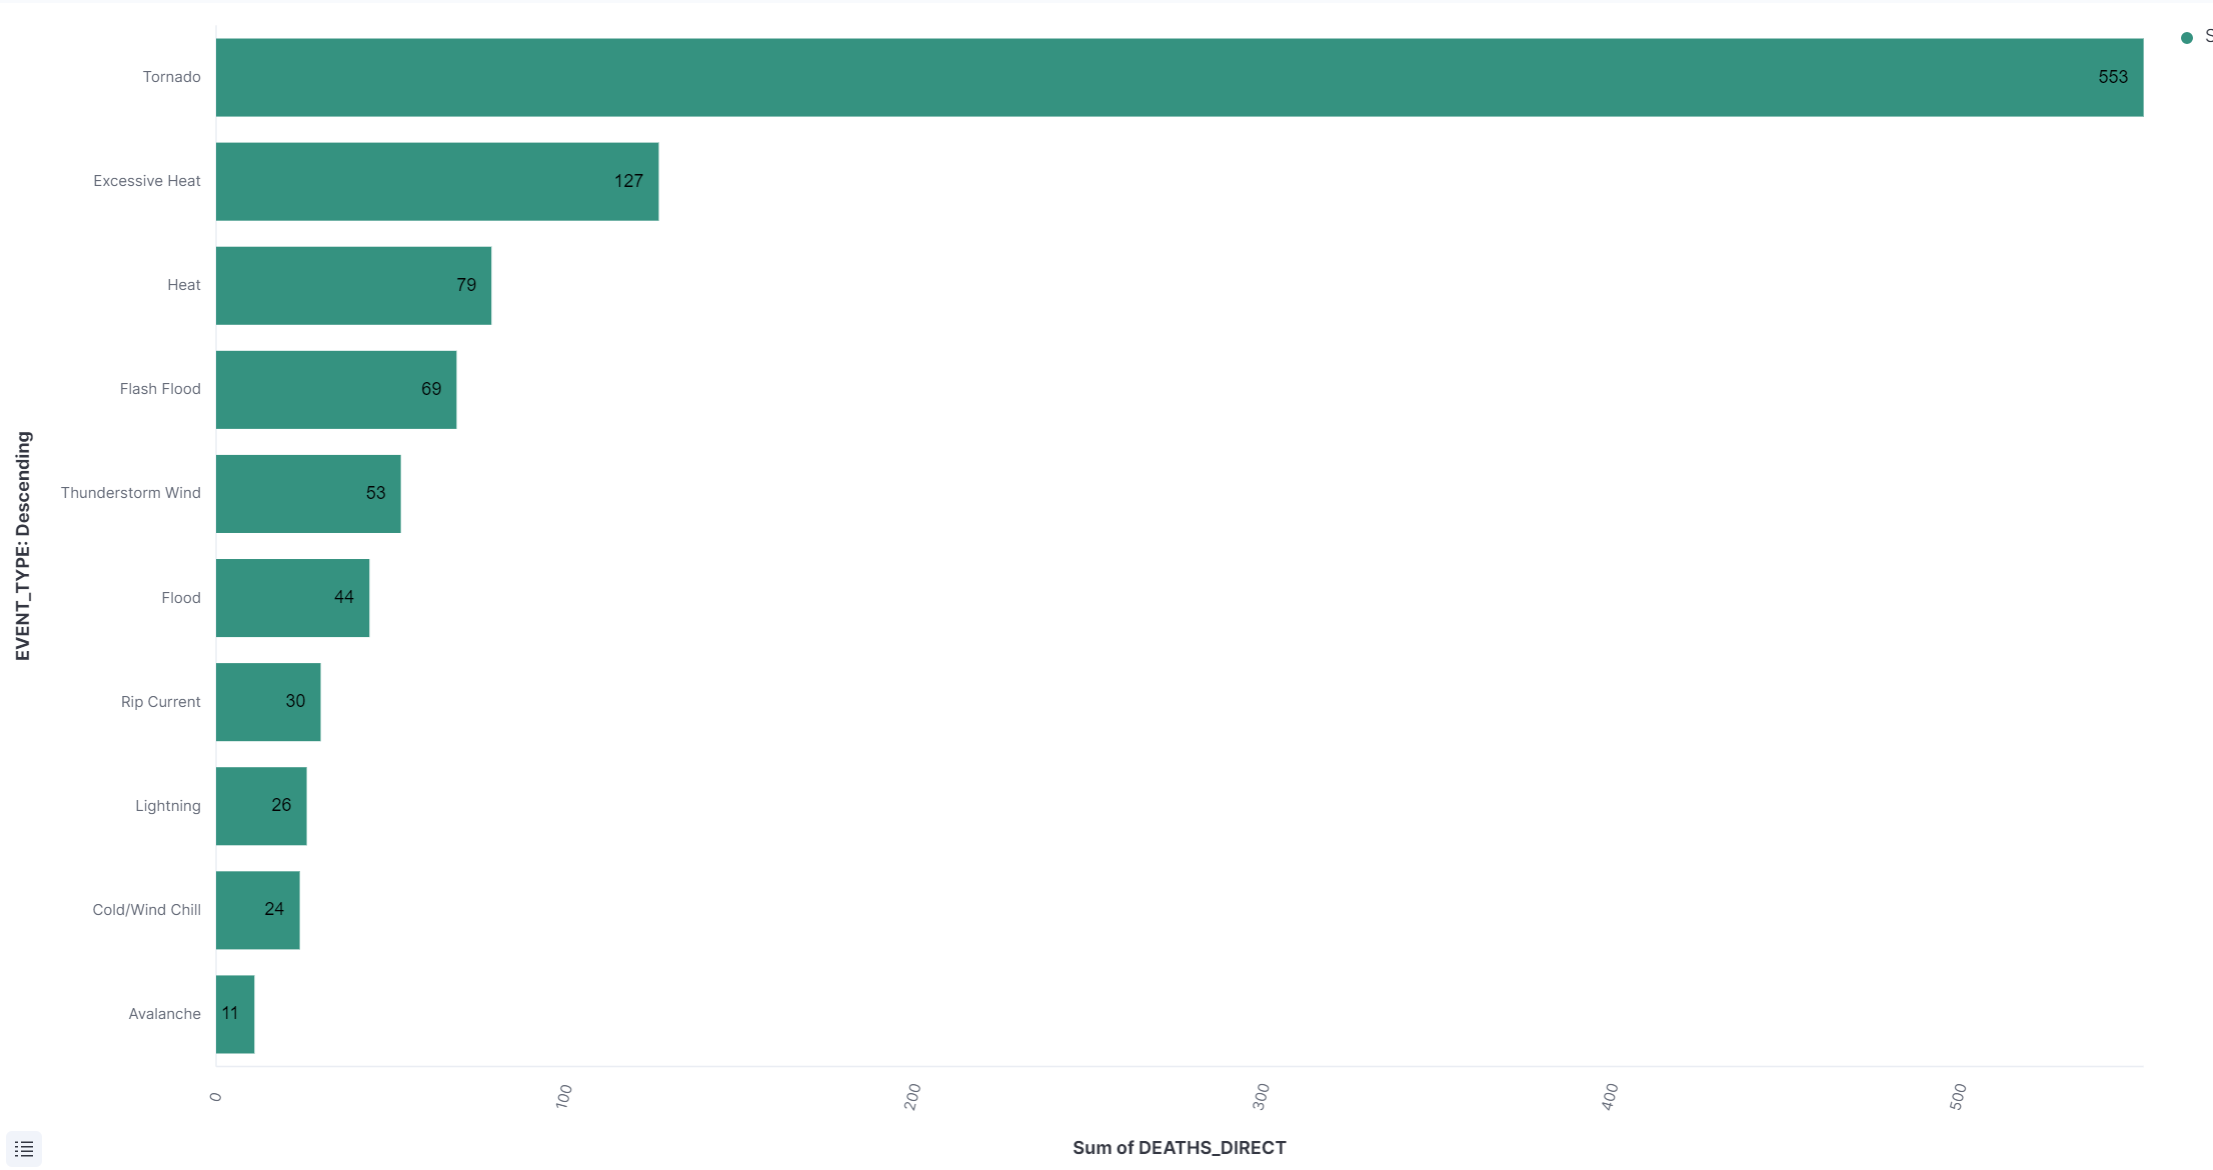 Tornado 553
Excessive Heat 127
Heat 79
Flash Flood 69
Thunderstorm Wind 53
Flood 44
Rip Current 30
Lightning 26
Cold/Wind Chill 24
Avalanche 11
EVENT_TYPE: Descending
0 100 200 300 400 500
Sum of DEATHS_DIRECT